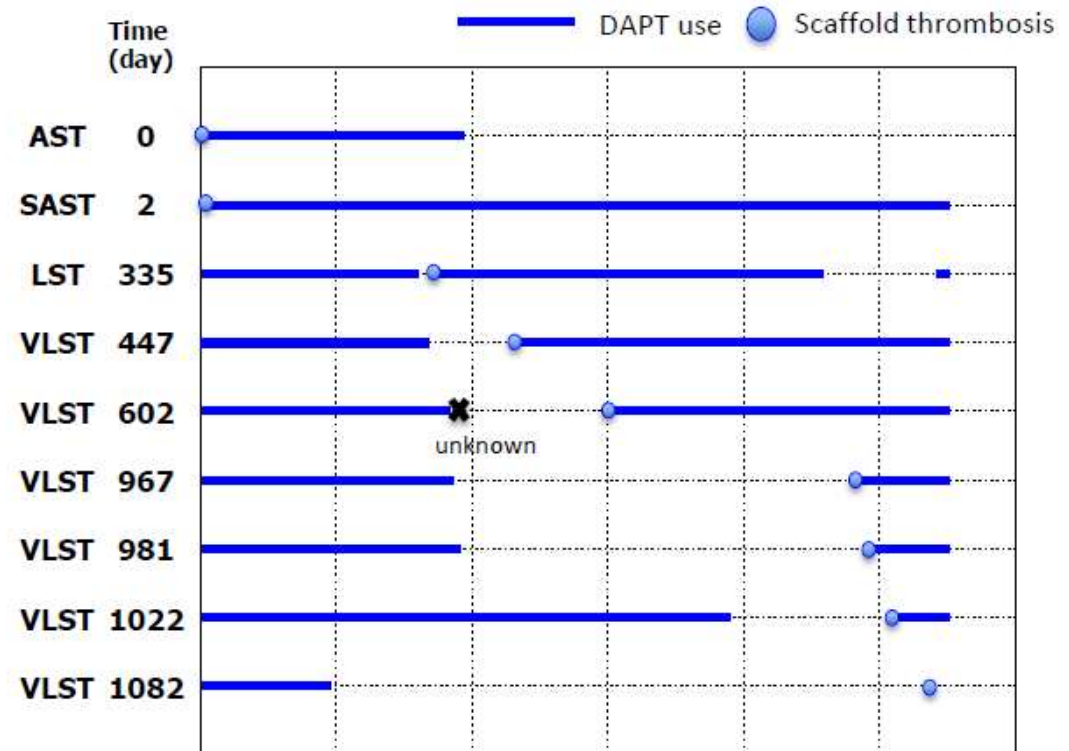 Time
(day)
DAPT use
Scaffold thrombosis
AST 0
SAST 2
LST 335
VLST 447
VLST 602
unknown
VLST 967
VLST 981
VLST 1022
VLST 1082